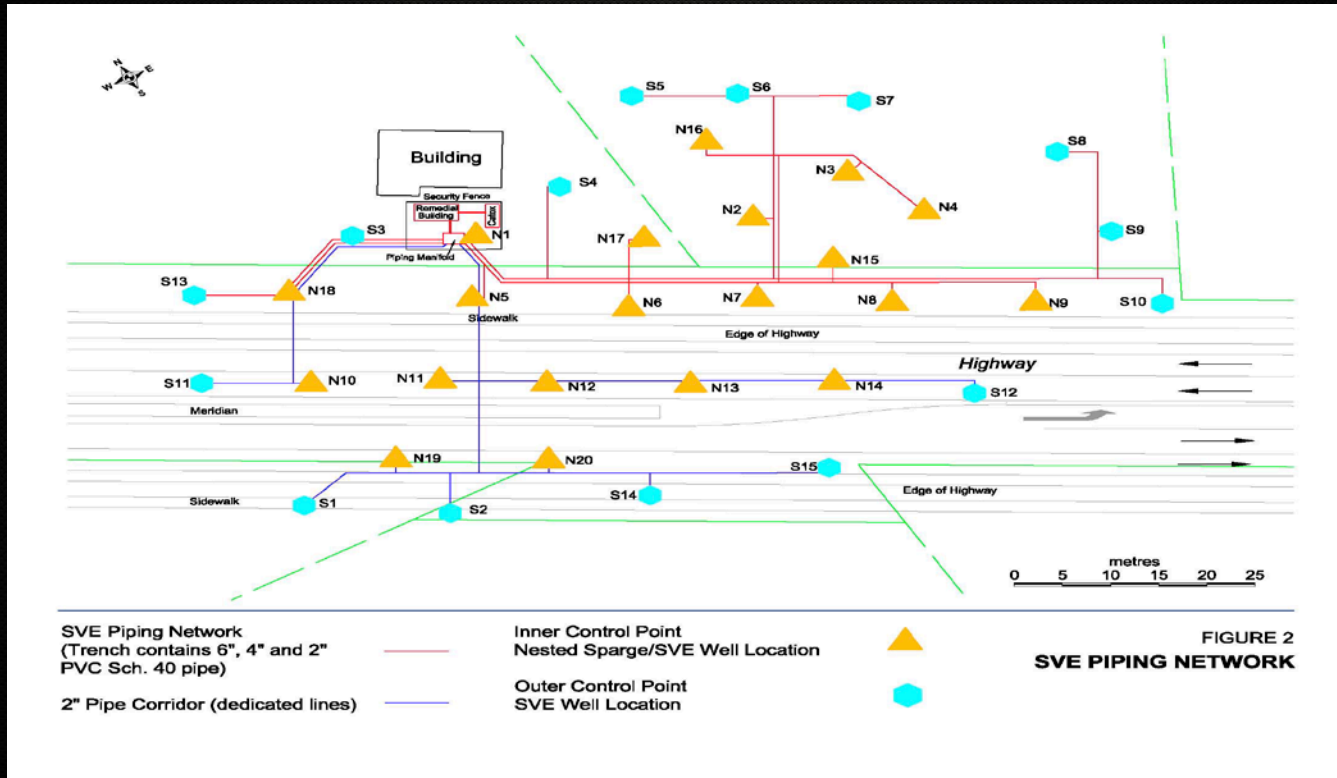 N
E
W
S
S5
S6
S7
N16
Building
S8
N3
S4
Security Fence
Remedial
Building
Catox
N2
N4
S3
N1
N17
S9
Piping Manifold
N15
S13
N18
N5
N6
N7
N8
N9
S10
Sidewalk
Edge of Highway
Highway
S11
N10
N11
N12
N13
N14
S12
Meridian
N19
N20
S15
S14
Edge of Highway
Sidewalk
S1
S2
metres
0 5 10 15 20 25
SVE Piping Network
(Trench contains 6", 4" and 2"
PVC Sch. 40 pipe)
2" Pipe Corridor (dedicated lines)
Inner Control Point
Nested Sparge/SVE Well Location
Outer Control Point
SVE Well Location
FIGURE 2
SVE PIPING NETWORK